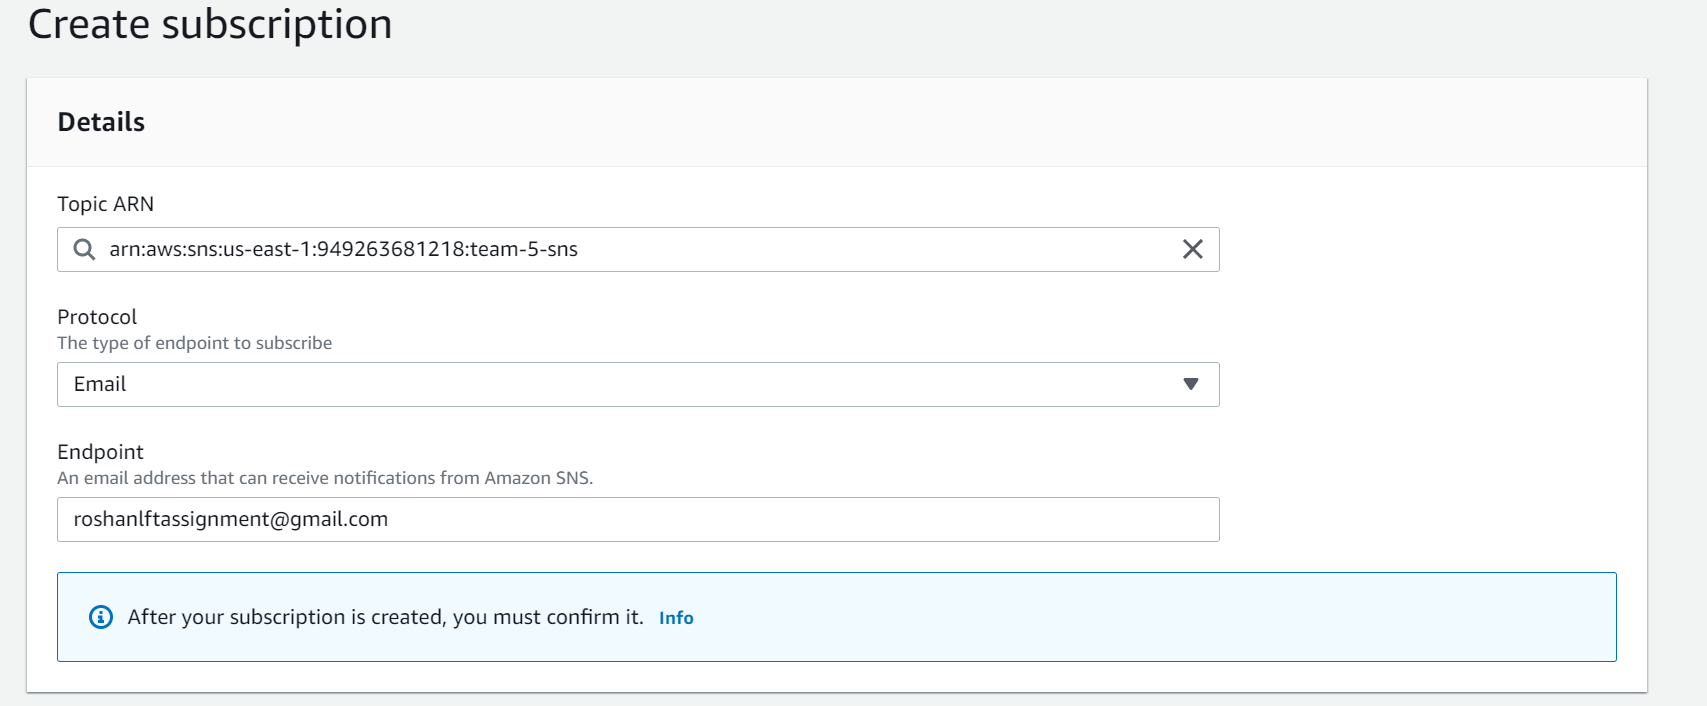 Create subscription
Details
Topic ARN
arn:aws:sns:us-east-1:949263681218:team-5-sns
Protocol
The type of endpoint to subscribe
Email
Endpoint
An email address that can receive notifications from Amazon SNS.
roshanlftassignment@gmail.com
After your subscription is created, you must confirm it. Info